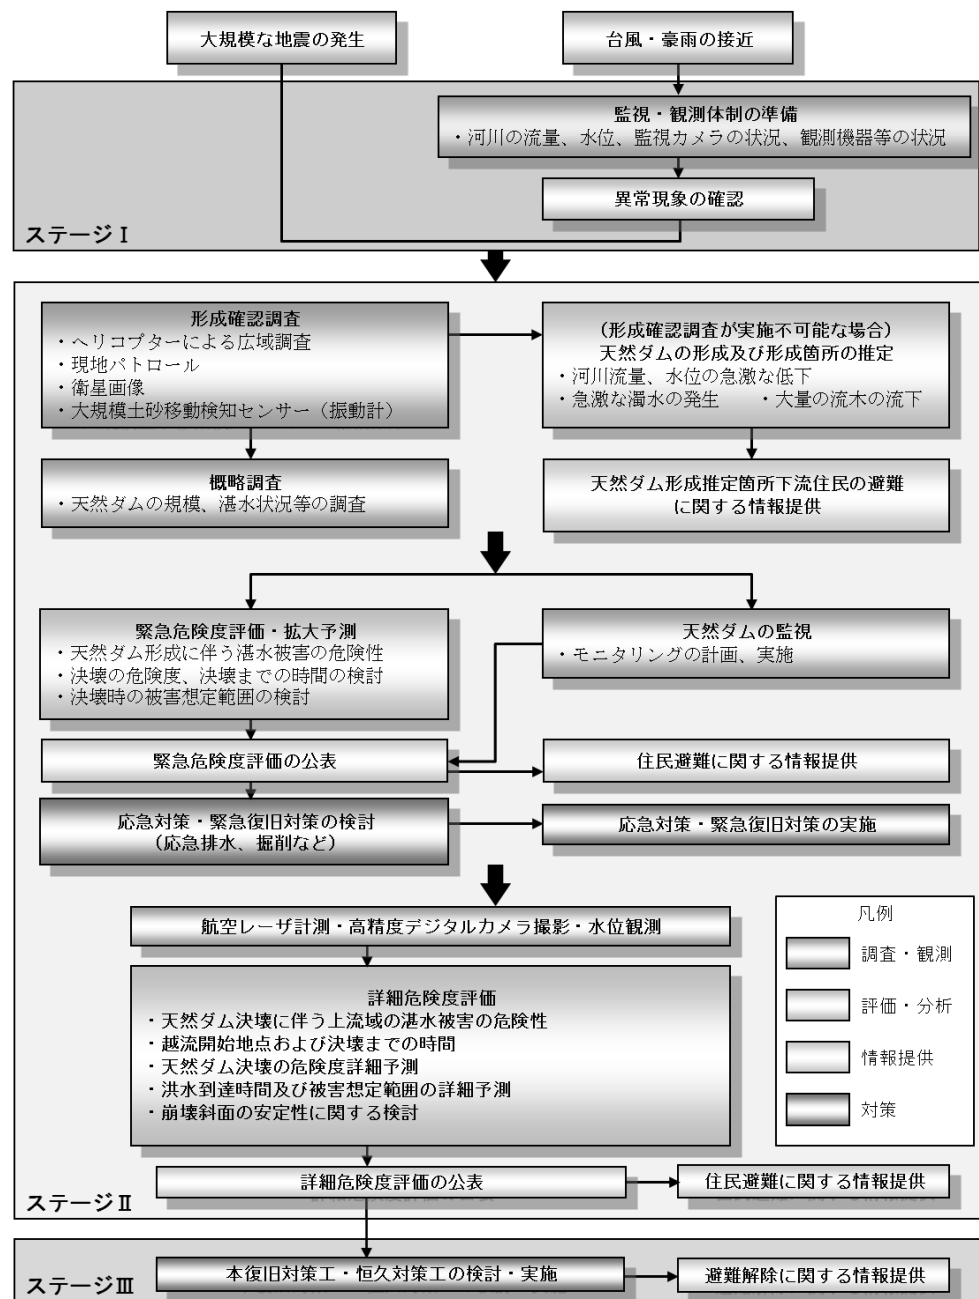 大規模な地震の発生
台風・豪雨の接近
監視・観測体制の準備
・河川の流量、水位、監視カメラの状況、観測機器等の状況
異常現象の確認
ステージⅠ
形成確認調査
・ヘリコプターによる広域調査
・現地パトロール
・衛星画像
・大規模土砂移動検知センサー（振動計）
（形成確認調査が実施不可能な場合）
天然ダムの形成及び形成箇所の推定
・河川流量、水位の急激な低下
・急激な濁水の発生　　・大量の流木の流下
概略調査
・天然ダムの規模、湛水状況等の調査
天然ダム形成推定箇所下流住民の避難
に関する情報提供
緊急危険度評価・拡大予測
・天然ダム形成に伴う湛水被害の危険性
・決壊の危険度、決壊までの時間の検討
・決壊時の被害想定範囲の検討
天然ダムの監視
・モニタリングの計画、実施
緊急危険度評価の公表
住民避難に関する情報提供
応急対策・緊急復旧対策の検討
（応急排水、掘削など）
応急対策・緊急復旧対策の実施
航空レーザ計測・高精度デジタルカメラ撮影・水位観測
詳細危険度評価
・天然ダム決壊に伴う上流域の湛水被害の危険性
・越流開始地点および決壊までの時間
・天然ダム決壊の危険度詳細予測
・洪水到達時間及び被害想定範囲の詳細予測
・崩壊斜面の安定性に関する検討
凡例
調査・観測
評価・分析
情報提供
対策
詳細危険度評価の公表
住民避難に関する情報提供
ステージⅡ
本復旧対策工・恒久対策工の検討・実施
避難解除に関する情報提供
ステージⅢ